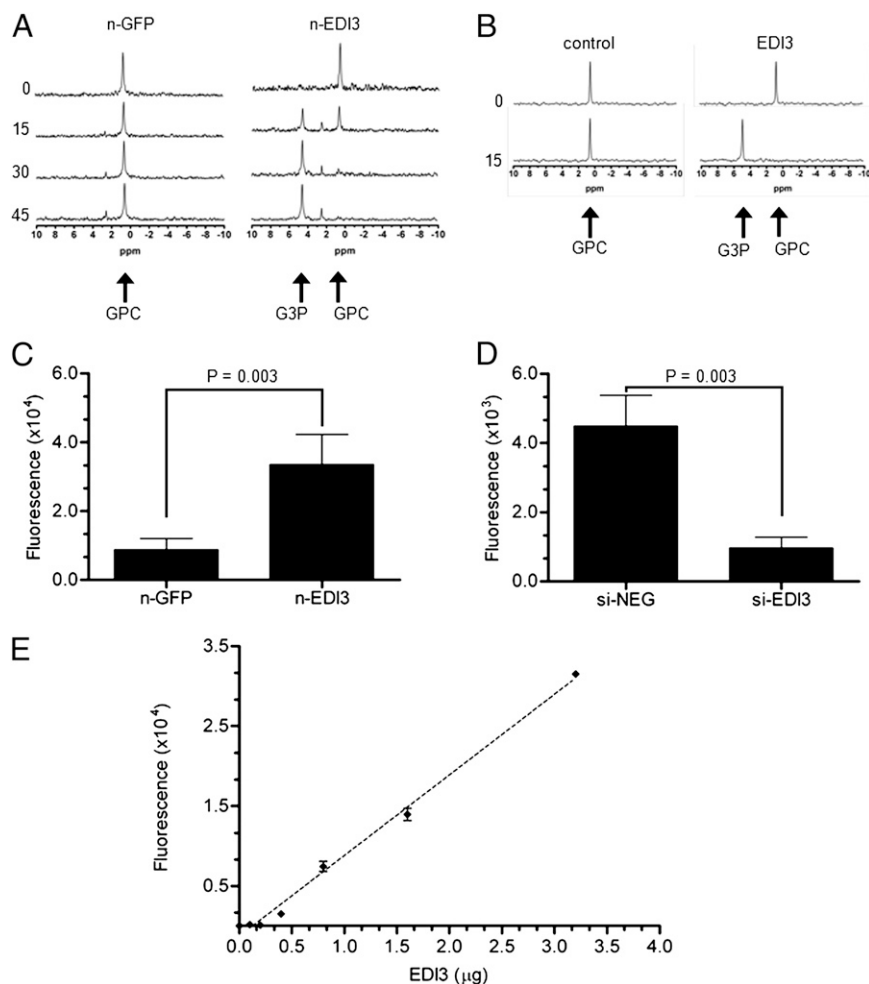 A
n-GFP
n-EDI3
0
15
30
45
10 8 6 4 2 0 -2 -4 -6 -8 -10
ppm
10 8 6 4 2 0 -2 -4 -6 -8 -10
ppm
GPC
G3P
GPC
B
control
EDI3
0
15
10 8 6 4 2 0 -2 -4 -6 -8 -10
ppm
10 8 6 4 2 0 -2 -4 -6 -8 -10
ppm
GPC
G3P
GPC
C
Fluorescence (x10⁴)
6.0
4.0
2.0
0.0
P = 0.003
n-GFP
n-EDI3
D
Fluorescence (x10³)
6.0
4.0
2.0
0.0
P = 0.003
si-NEG
si-EDI3
E
Fluorescence (x10⁴)
3.5
2.5
1.5
0.5
0.0 0.5 1.0 1.5 2.0 2.5 3.0 3.5 4.0
EDI3 (μg)